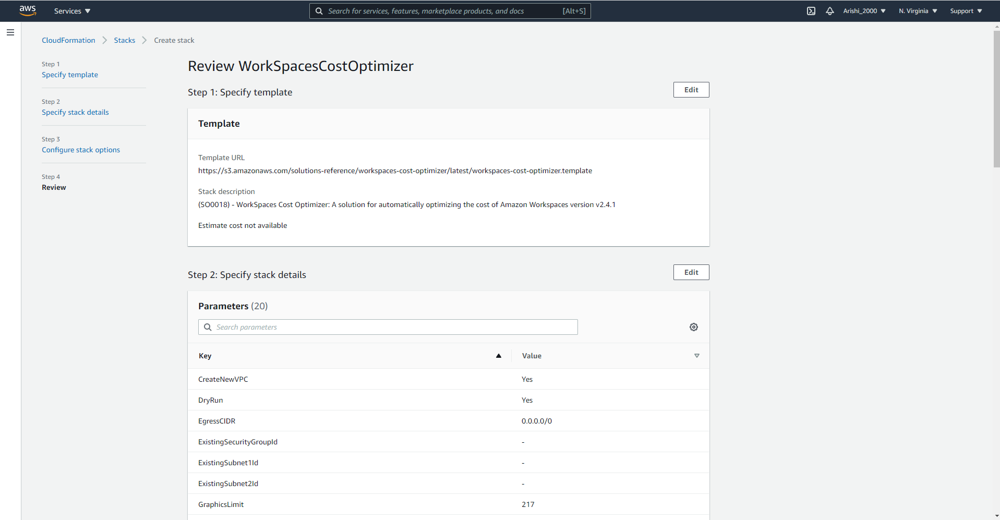 aws Services Search for services, features, marketplace products, and docs [Alt+S] Arishi_2000 N. Virginia Support
CloudFormation Stacks Create stack
Step 1
Specify template
Step 2
Specify stack details
Step 3
Configure stack options
Step 4
Review
Review WorkSpacesCostOptimizer
Step 1: Specify template Edit
Template
Template URL
https://s3.amazonaws.com/solutions-reference/workspaces-cost-optimizer/latest/workspaces-cost-optimizer.template
Stack description
(SO0018) - WorkSpaces Cost Optimizer: A solution for automatically optimizing the cost of Amazon Workspaces version v2.4.1
Estimate cost not available
Step 2: Specify stack details Edit
Parameters (20)
Search parameters
Key Value
CreateNewVPC Yes
DryRun Yes
EgressCIDR 0.0.0.0/0
ExistingSecurityGroupId -
ExistingSubnet1Id -
ExistingSubnet2Id -
GraphicsLimit 217